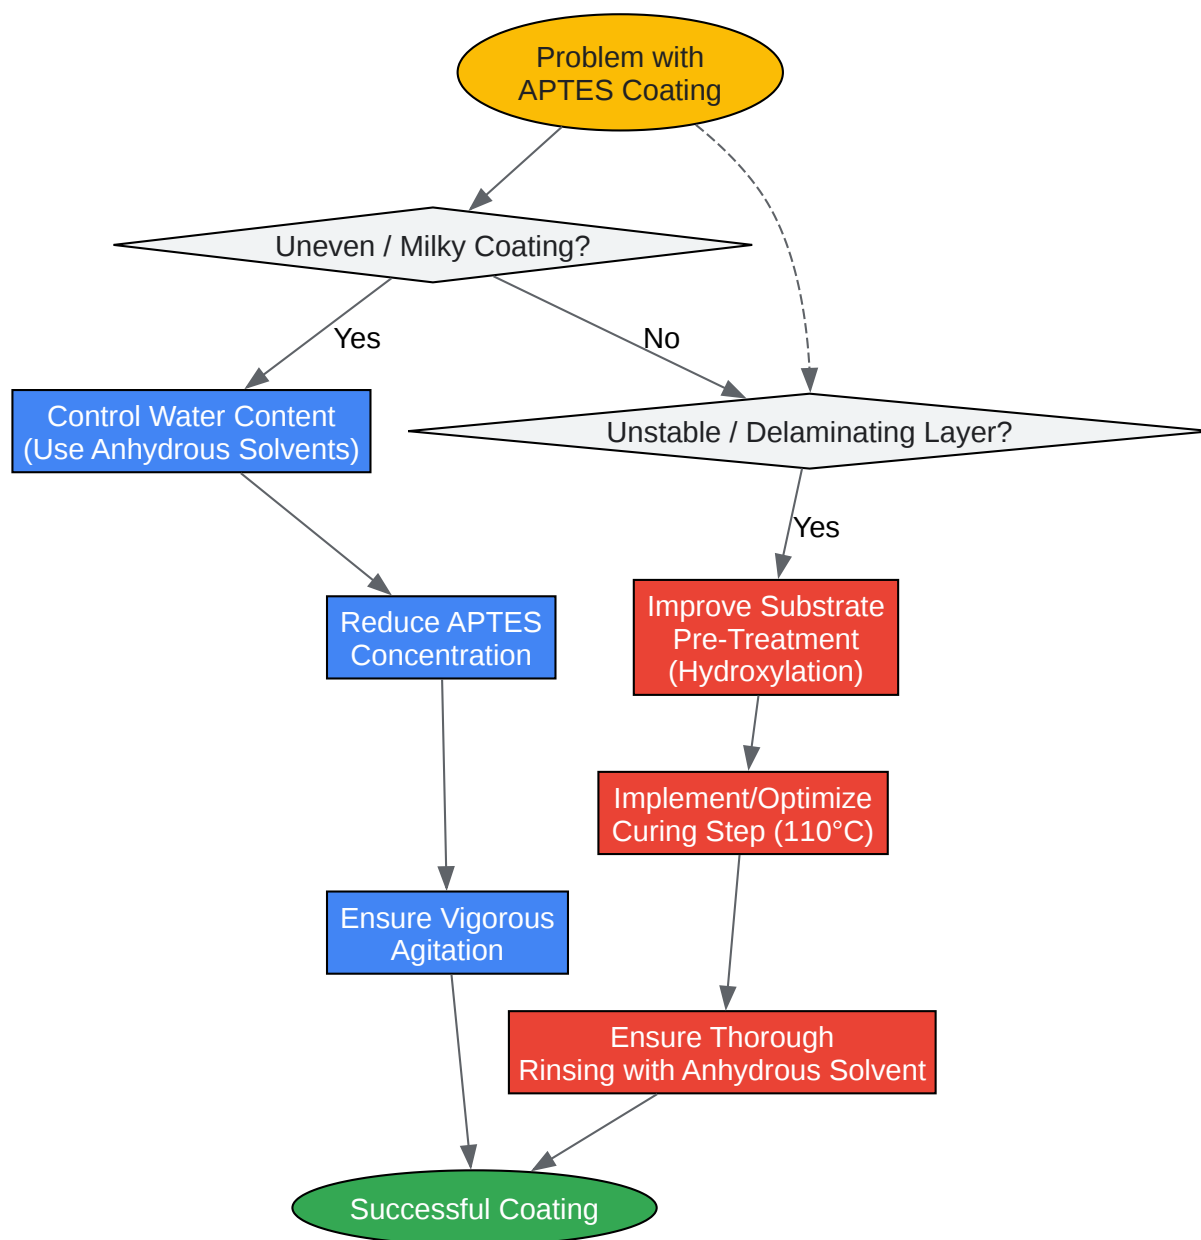 Problem with
APTES Coating
Uneven / Milky Coating?
Yes
No
Control Water Content
(Use Anhydrous Solvents)
Unstable / Delaminating Layer?
Yes
Reduce APTES
Concentration
Improve Substrate
Pre-Treatment
(Hydroxylation)
Implement/Optimize
Curing Step (110°C)
Ensure Vigorous
Agitation
Ensure Thorough
Rinsing with Anhydrous Solvent
Successful Coating